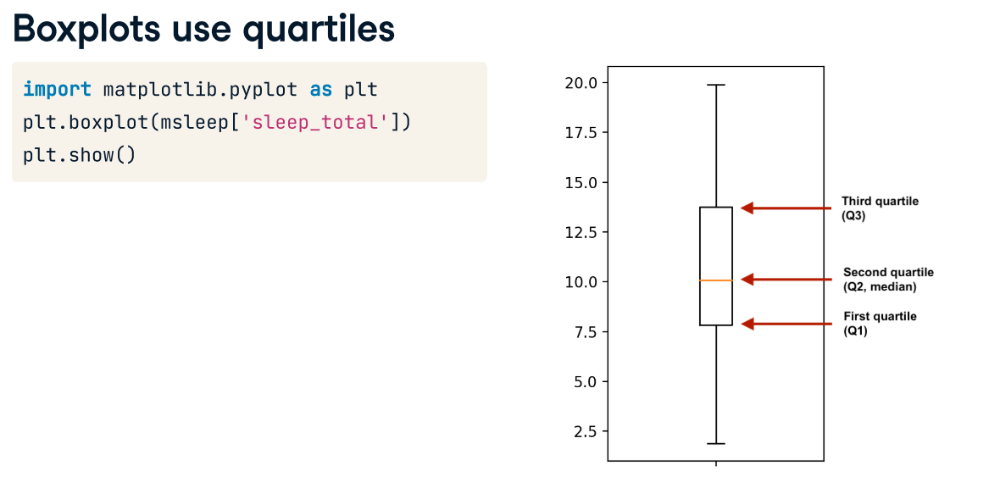 Boxplots use quartiles
import matplotlib.pyplot as plt
plt.boxplot(msleep['sleep_total'])
plt.show()
20.0
17.5
15.0
12.5
10.0
7.5
5.0
2.5
Third quartile
(Q3)
Second quartile
(Q2, median)
First quartile
(Q1)